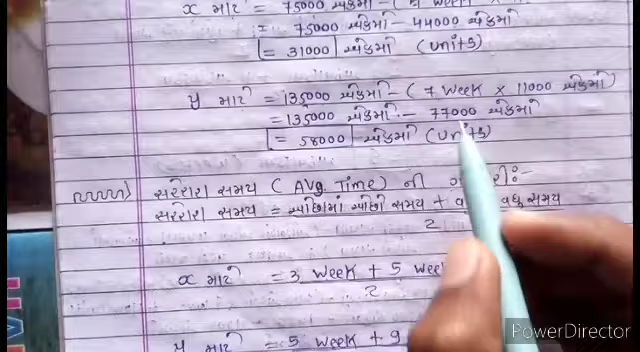 x માટે = 75000 એકમો - (
= 75000 એકમો - 44000 એકમો
= 31000 એકમો (units)
y માટે = 135000 એકમો - ( 7 week x 11000 એકમો)
= 135000 એકમો - 77000 એકમો
= 58000 એકમો (units)
સરેરાશ સમય ( AVg. Time) ની
સરેરાશ સમય = ઓછામાં ઓછો સમય + વધુ સમય
2
x માટે = 3 week + 5 wee
2
y માટે = 5 week + 9
PowerDirector